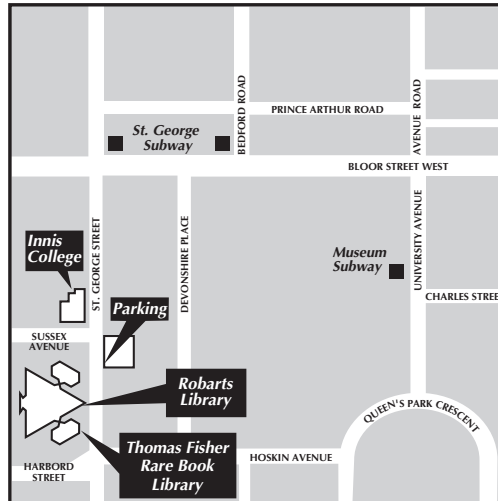 BEDFORD ROAD
AVENUE ROAD
PRINCE ARTHUR ROAD
St. George
Subway
BLOOR STREET WEST
ST. GEORGE STREET
DEVONSHIRE PLACE
UNIVERSITY AVENUE
Innis
College
Museum
Subway
CHARLES STREE
Parking
SUSSEX
AVENUE
Robarts
Library
QUEEN'S PARK CRESCENT
Thomas Fisher
Rare Book
Library
HOSKIN AVENUE
HARBORD
STREET